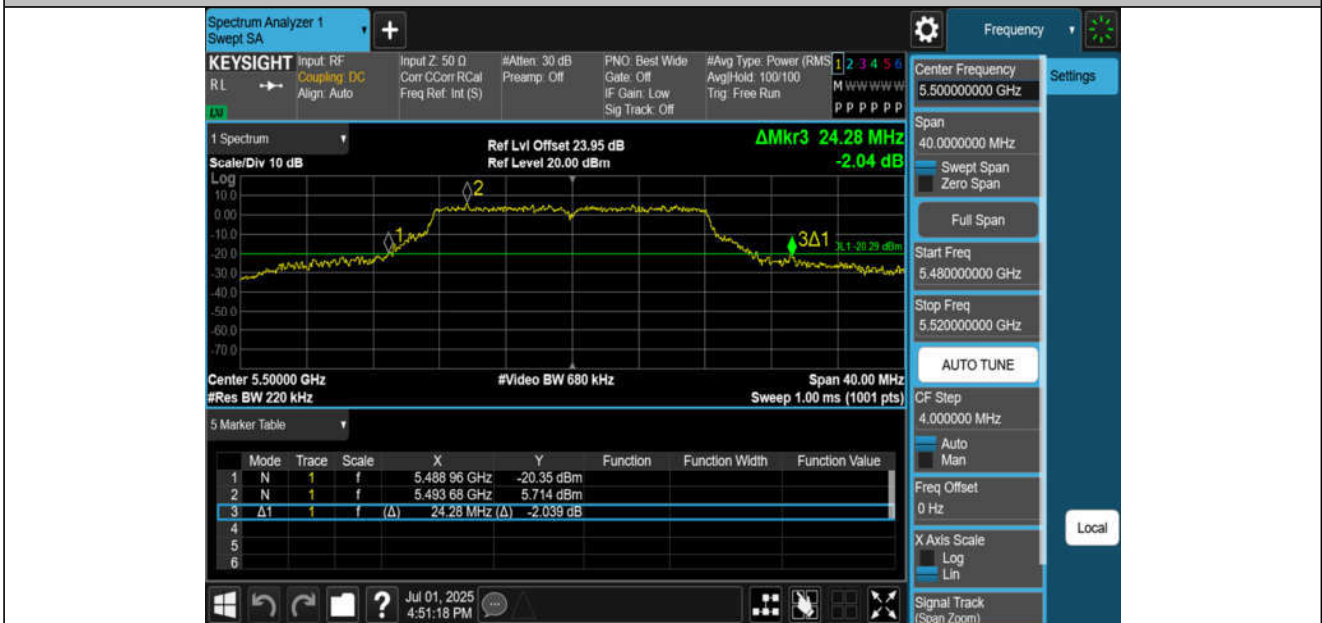 Spectrum Analyzer 1
Swept SA
+
Frequency
KEYSIGHT
RL
Input: RF
Coupling: DC
Align: Auto
Input Z: 50 Ω
Corr CCorr RCal
Freq Ref: Int (S)
#Atten: 30 dB
Preamp: Off
PNO: Best Wide
Gate: Off
IF Gain: Low
Sig Track: Off
#Avg Type: Power (RMS
Avg|Hold: 100/100
Trig: Free Run
1 2 3 4 5 6
M W W W W W
P P P P P P
1 Spectrum
Scale/Div 10 dB
Ref Lvl Offset 23.95 dB
Ref Level 20.00 dBm
ΔMkr3 24.28 MHz
-2.04 dB
Log
10.0
0.00
-10.0
-20.0
-30.0
-40.0
-50.0
-60.0
-70.0
2
1
3Δ1
DL1 -20.29 dBm
Center 5.50000 GHz
#Video BW 680 kHz
Span 40.00 MHz
#Res BW 220 kHz
Sweep 1.00 ms (1001 pts)
5 Marker Table
Mode Trace Scale X Y Function Function Width Function Value
1 N 1 f 5.488 96 GHz -20.35 dBm
2 N 1 f 5.493 68 GHz 5.714 dBm
3 Δ1 1 f (Δ) 24.28 MHz (Δ) -2.039 dB
4
5
6
?
Jul 01, 2025
4:51:18 PM
Center Frequency
5.500000000 GHz
Settings
Span
40.0000000 MHz
Swept Span
Zero Span
Full Span
Start Freq
5.480000000 GHz
Stop Freq
5.520000000 GHz
AUTO TUNE
CF Step
4.000000 MHz
Auto
Man
Freq Offset
0 Hz
X Axis Scale
Log
Lin
Local
Signal Track
(Span Zoom)